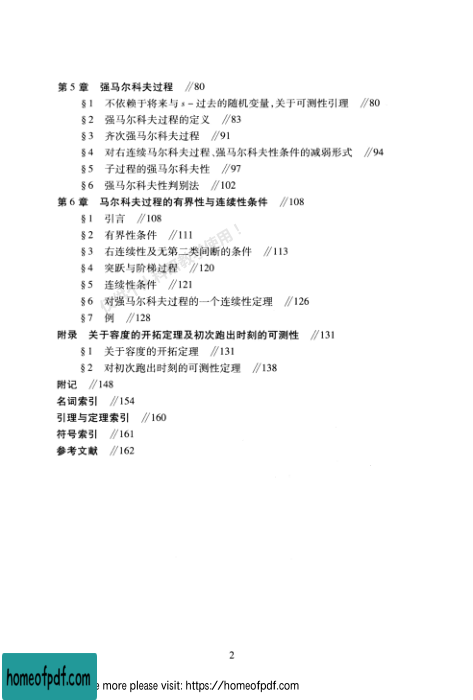 第5章 强马尔科夫过程 //80
§1 不依赖于将来与s-过去的随机变量,关于可测性引理 //80
§2 强马尔科夫过程的定义 //83
§3 齐次强马尔科夫过程 //91
§4 对右连续马尔科夫过程、强马尔科夫性条件的减弱形式 //94
§5 子过程的强马尔科夫性 //97
§6 强马尔科夫性判别法 //102
第6章 马尔科夫过程的有界性与连续性条件 //108
§1 引言 //108
§2 有界性条件 //111
§3 右连续性及无第二类间断的条件 //113
§4 突跃与阶梯过程 //120
§5 连续性条件 //121
§6 对强马尔科夫过程的一个连续性定理 //126
§7 例 //128
附录 关于容度的开拓定理及初次跑出时刻的可测性 //131
§1 关于容度的开拓定理 //131
§2 对初次跑出时刻的可测性定理 //138
附记 //148
名词索引 //154
引理与定理索引 //160
符号索引 //161
参考文献 //162
2
homeofpdf.com
e more please visit: https://homeofpdf.com